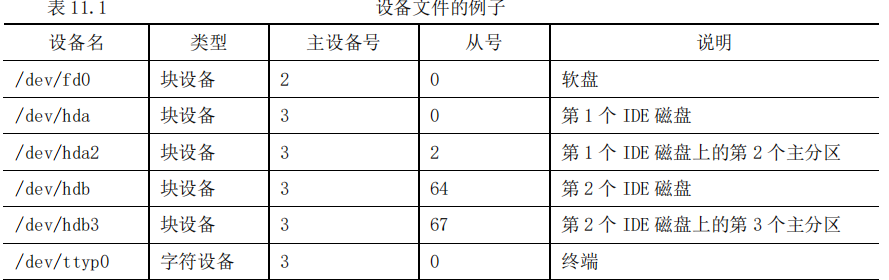 表 11.1 设备文件的例子
设备名 类型 主设备号 从号 说明
/dev/fd0 块设备 2 0 软盘
/dev/hda 块设备 3 0 第 1 个 IDE 磁盘
/dev/hda2 块设备 3 2 第 1 个 IDE 磁盘上的第 2 个主分区
/dev/hdb 块设备 3 64 第 2 个 IDE 磁盘
/dev/hdb3 块设备 3 67 第 2 个 IDE 磁盘上的第 3 个主分区
/dev/ttyp0 字符设备 3 0 终端